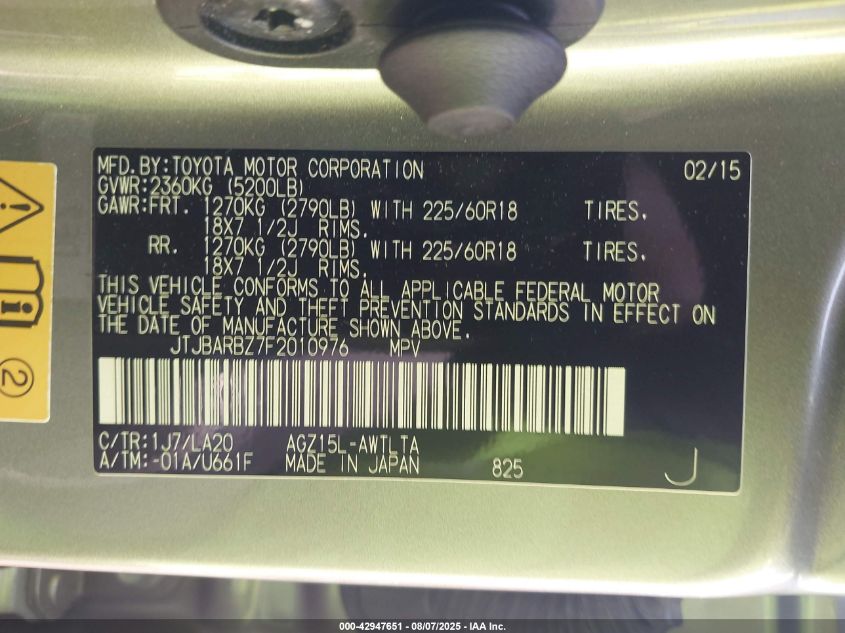 MFD.BY:TOYOTA MOTOR CORPORATION 02/15
GVWR:2360KG (5200LB)
GAWR:FRT. 1270KG (2790LB) WITH 225/60R18 TIRES.
18X7 1/2J RIMS.
RR. 1270KG (2790LB) WITH 225/60R18 TIRES.
18X7 1/2J RIMS.
THIS VEHICLE CONFORMS TO ALL APPLICABLE FEDERAL MOTOR
VEHICLE SAFETY AND THEFT PREVENTION STANDARDS IN EFFECT ON
THE DATE OF MANUFACTURE SHOWN ABOVE.
JTJBARBZ7F2010976 MPV
C/TR:1J7/LA20 AGZ15L-AWTLTA
A/TM:-01A/U661F MADE IN JAPAN 825 J
2
000-42947651 - 08/07/2025 - IAA Inc.